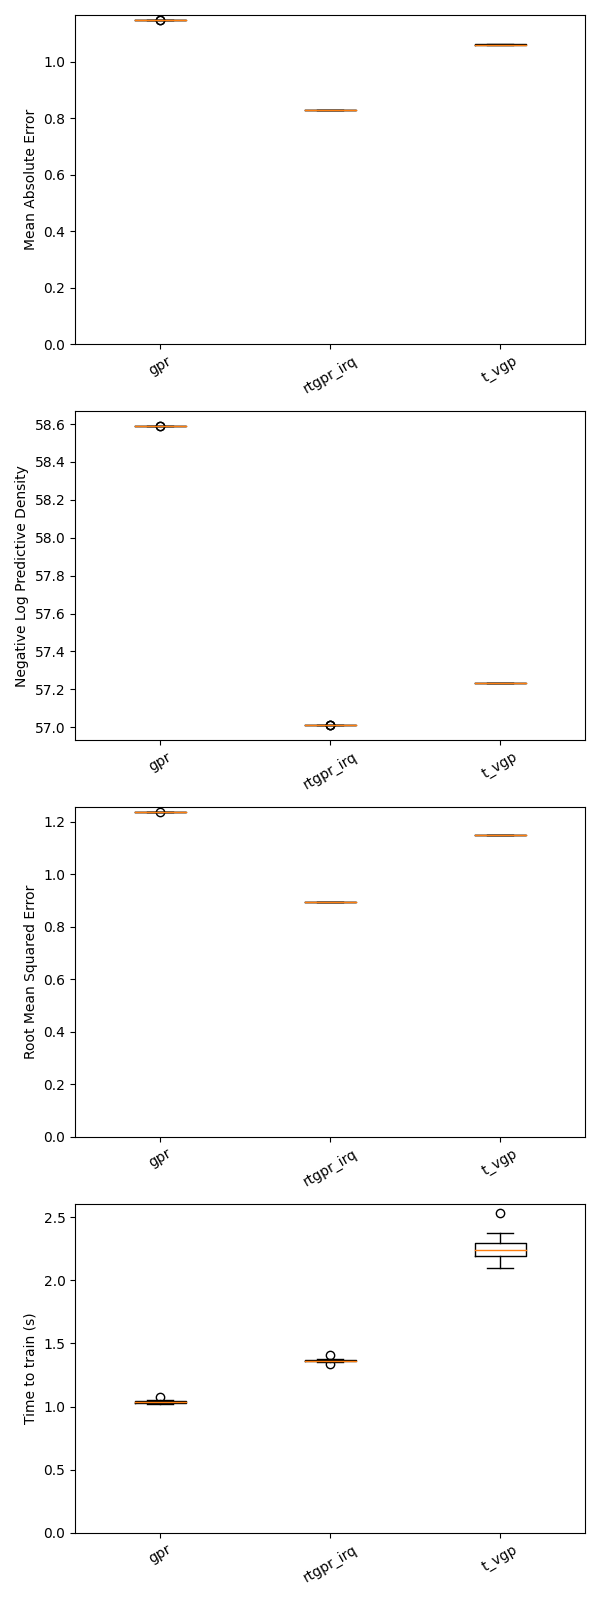 Mean Absolute Error
1.0
0.8
0.6
0.4
0.2
0.0
gpr
rtgpr_irq
t_vgp
Negative Log Predictive Density
58.6
58.4
58.2
58.0
57.8
57.6
57.4
57.2
57.0
gpr
rtgpr_irq
t_vgp
Root Mean Squared Error
1.2
1.0
0.8
0.6
0.4
0.2
0.0
gpr
rtgpr_irq
t_vgp
Time to train (s)
2.5
2.0
1.5
1.0
0.5
0.0
gpr
rtgpr_irq
t_vgp